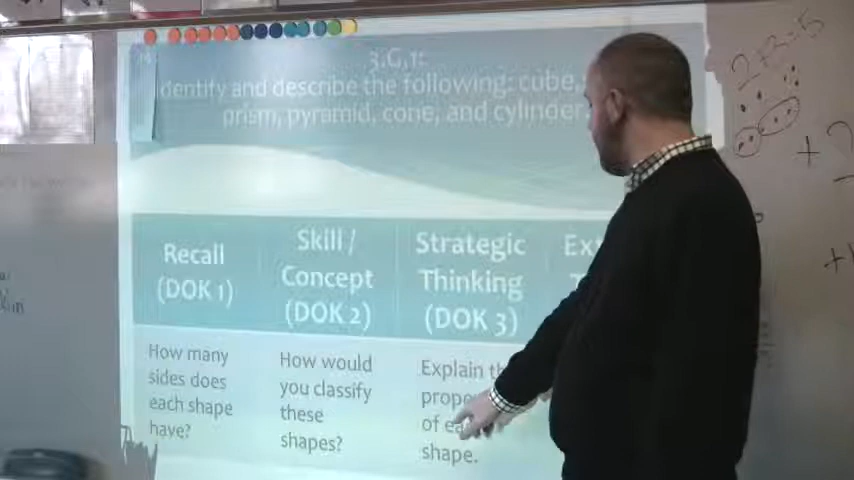 3.G.1:
dentify and describe the following: cube,
prism, pyramid, cone, and cylinder.
Recall
(DOK 1)
Skill /
Concept
(DOK 2)
Strategic
Thinking
(DOK 3)
Ext
How many
sides does
each shape
have?
How would
you classify
these
shapes?
Explain th
prope
of ea
shape.